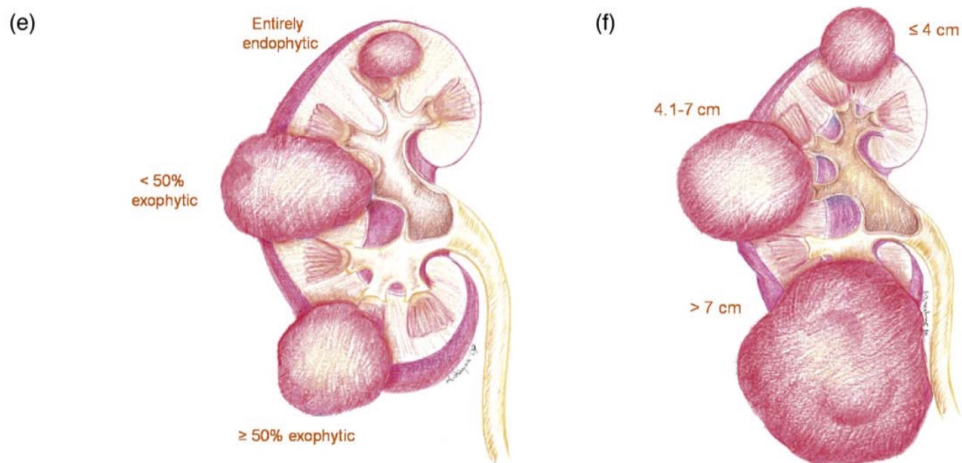 (e)
Entirely
endophytic
< 50%
exophytic
≥ 50% exophytic
(f)
≤ 4 cm
4.1-7 cm
> 7 cm